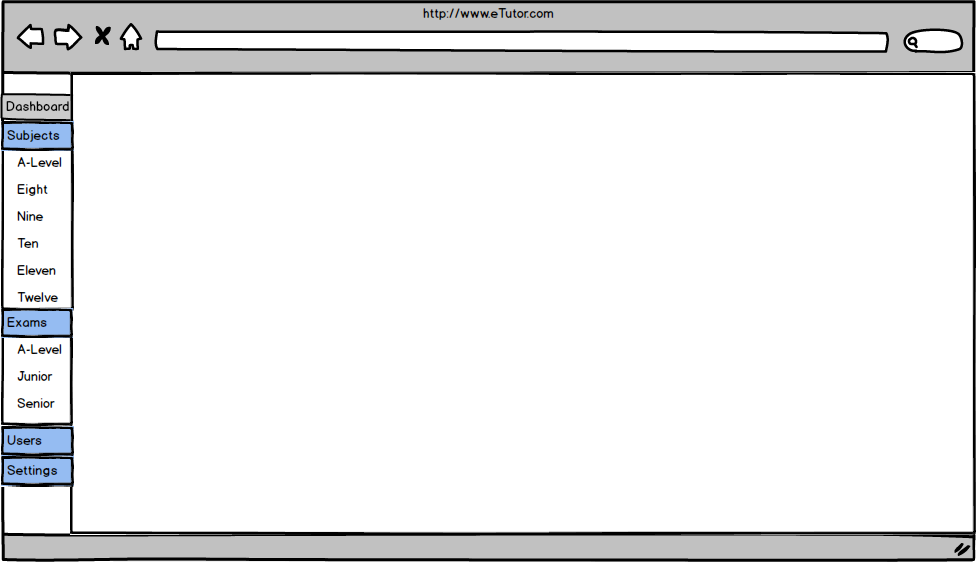 http://www.eTutor.com
Dashboard
Subjects
A-Level
Eight
Nine
Ten
Eleven
Twelve
Exams
A-Level
Junior
Senior
Users
Settings